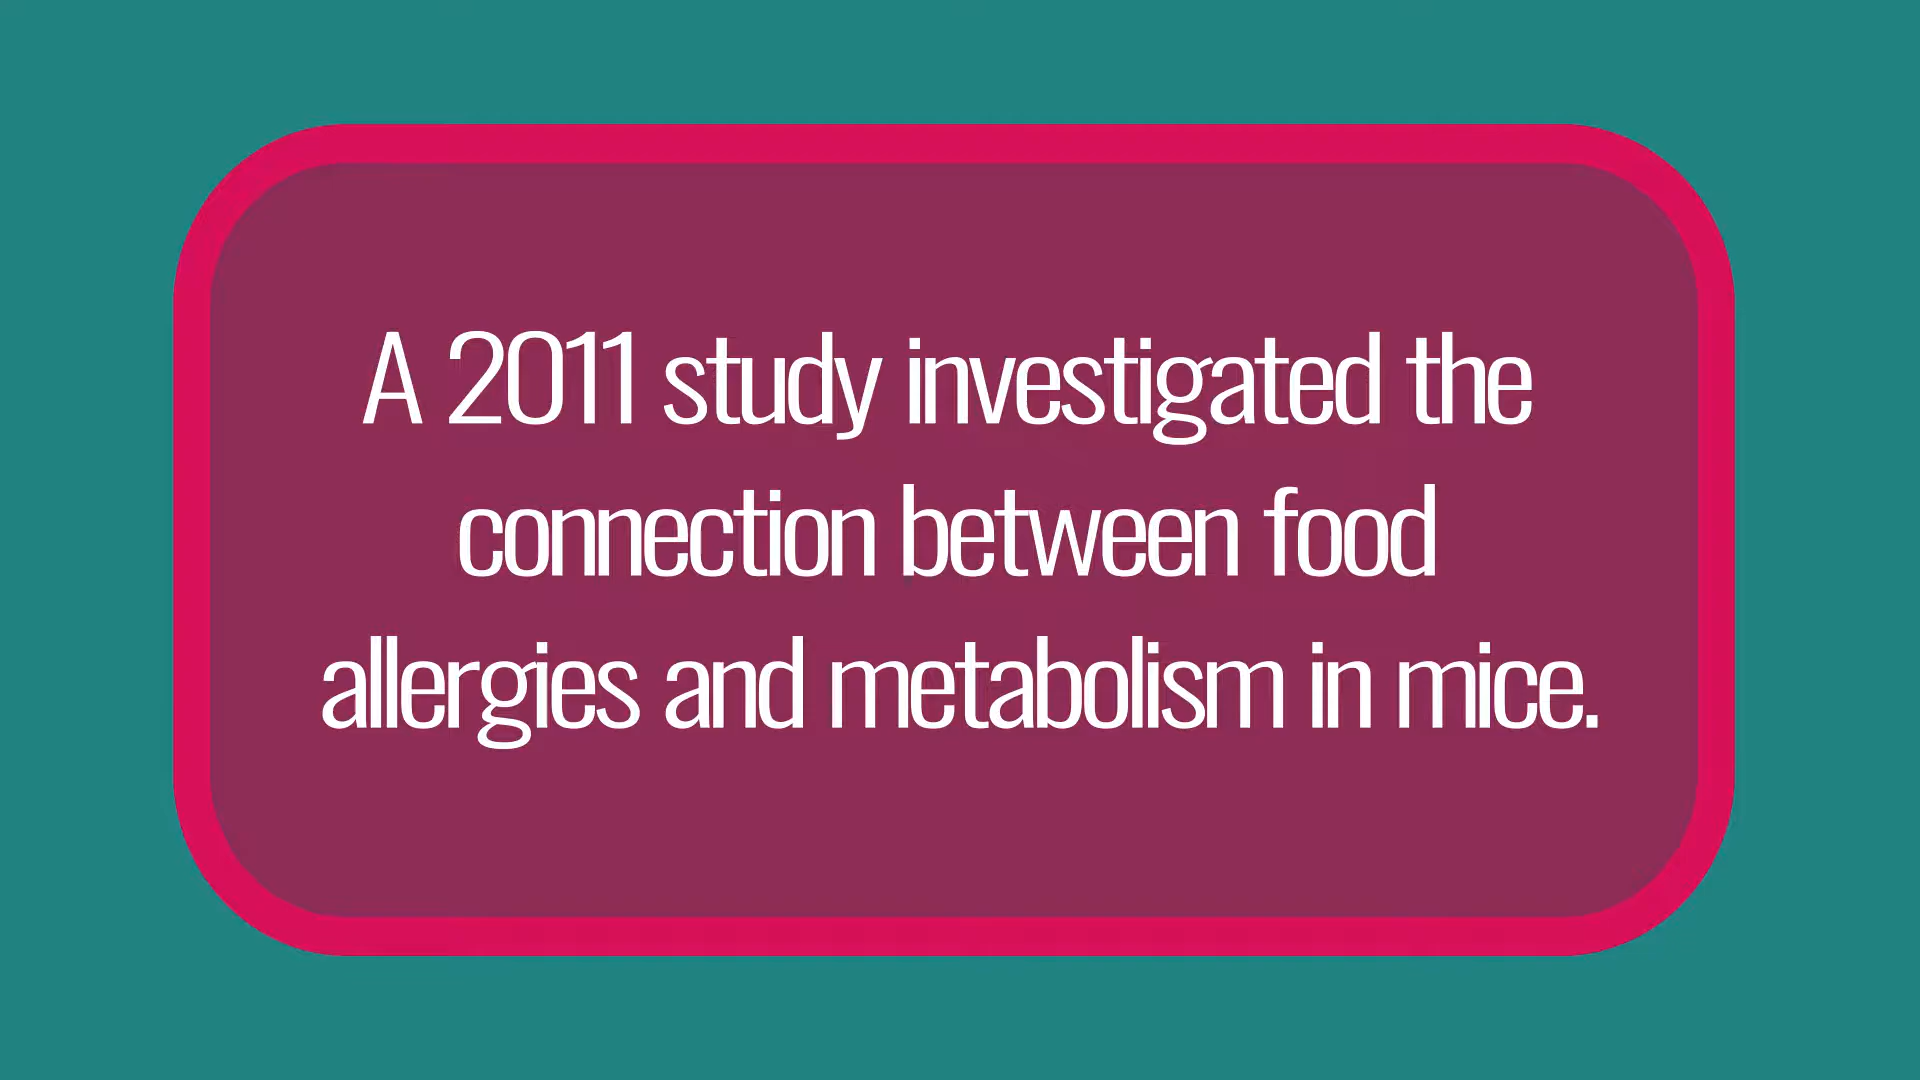 A 2011 study investigated the
connection between food
allergies and metabolism in mice.